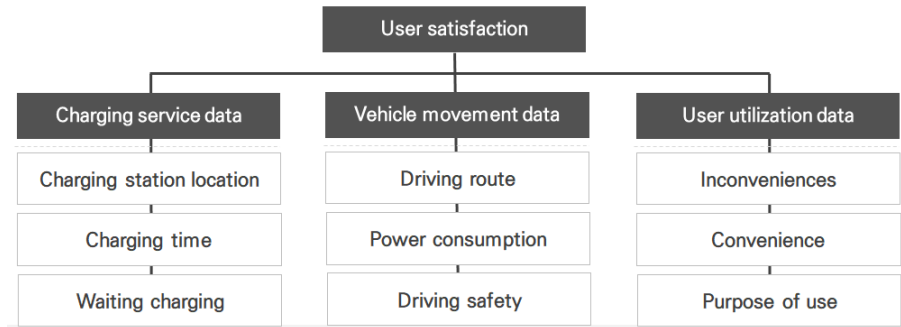 User satisfaction
Charging service data
Vehicle movement data
User utilization data
Charging station location
Driving route
Inconveniences
Charging time
Power consumption
Convenience
Waiting charging
Driving safety
Purpose of use